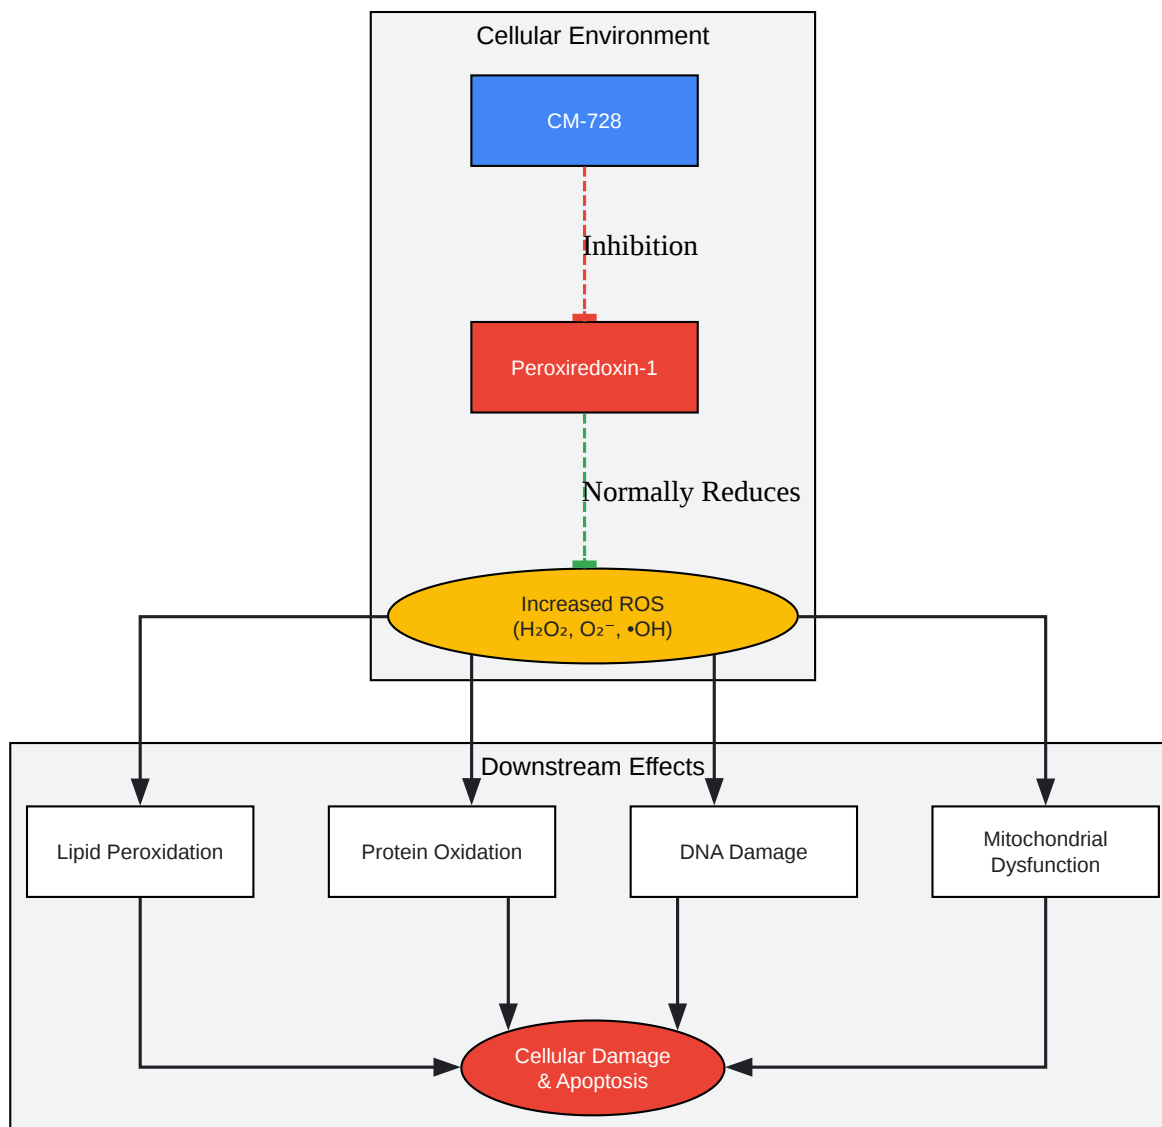 Cellular Environment
CM-728
Inhibition
Peroxiredoxin-1
Normally Reduces
Increased ROS
(H₂O₂, O₂⁻, •OH)
Downstream Effects
Lipid Peroxidation
Protein Oxidation
DNA Damage
Mitochondrial
Dysfunction
Cellular Damage
& Apoptosis